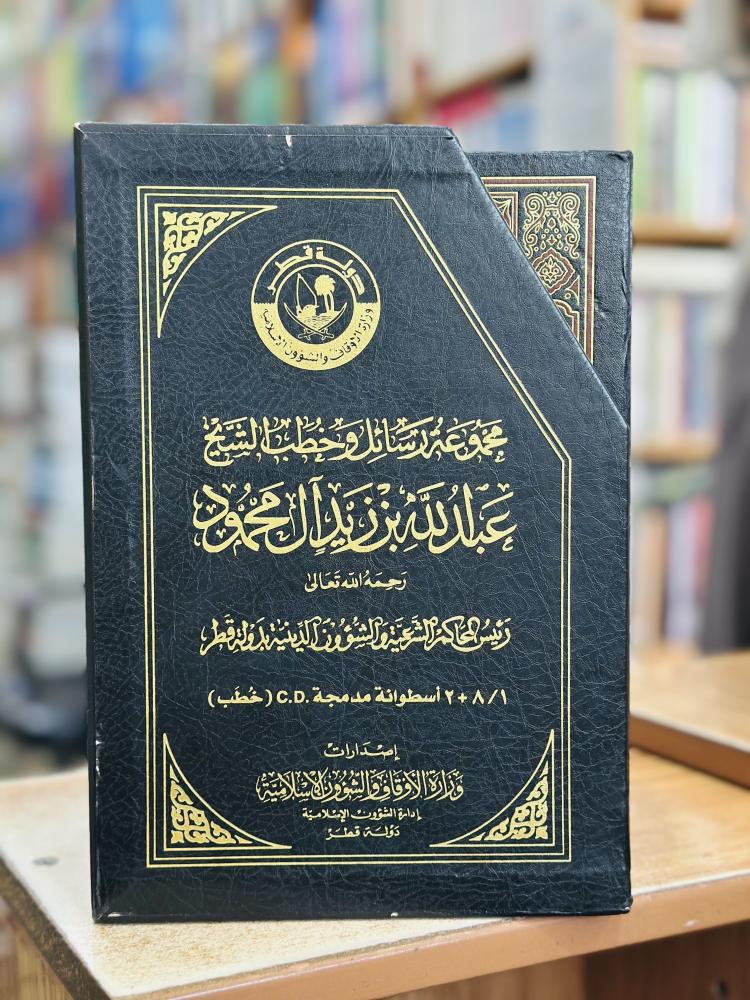 دولة قطر
وزارة الأوقاف والشؤون الإسلامية
مجموعة رسائل وخطب الشيخ
عبد الله بن زيد آل محمود
رحمه الله تعالى
رئيس المحاكم الشرعية والشؤون الدينية بدولة قطر
١/ ٨ + ٢ أسطوانة مدمجة .C.D (خُطَب)
إصدارات
وزارة الأوقاف والشؤون الإسلامية
إدارة الشؤون الإسلامية
دولة قطر